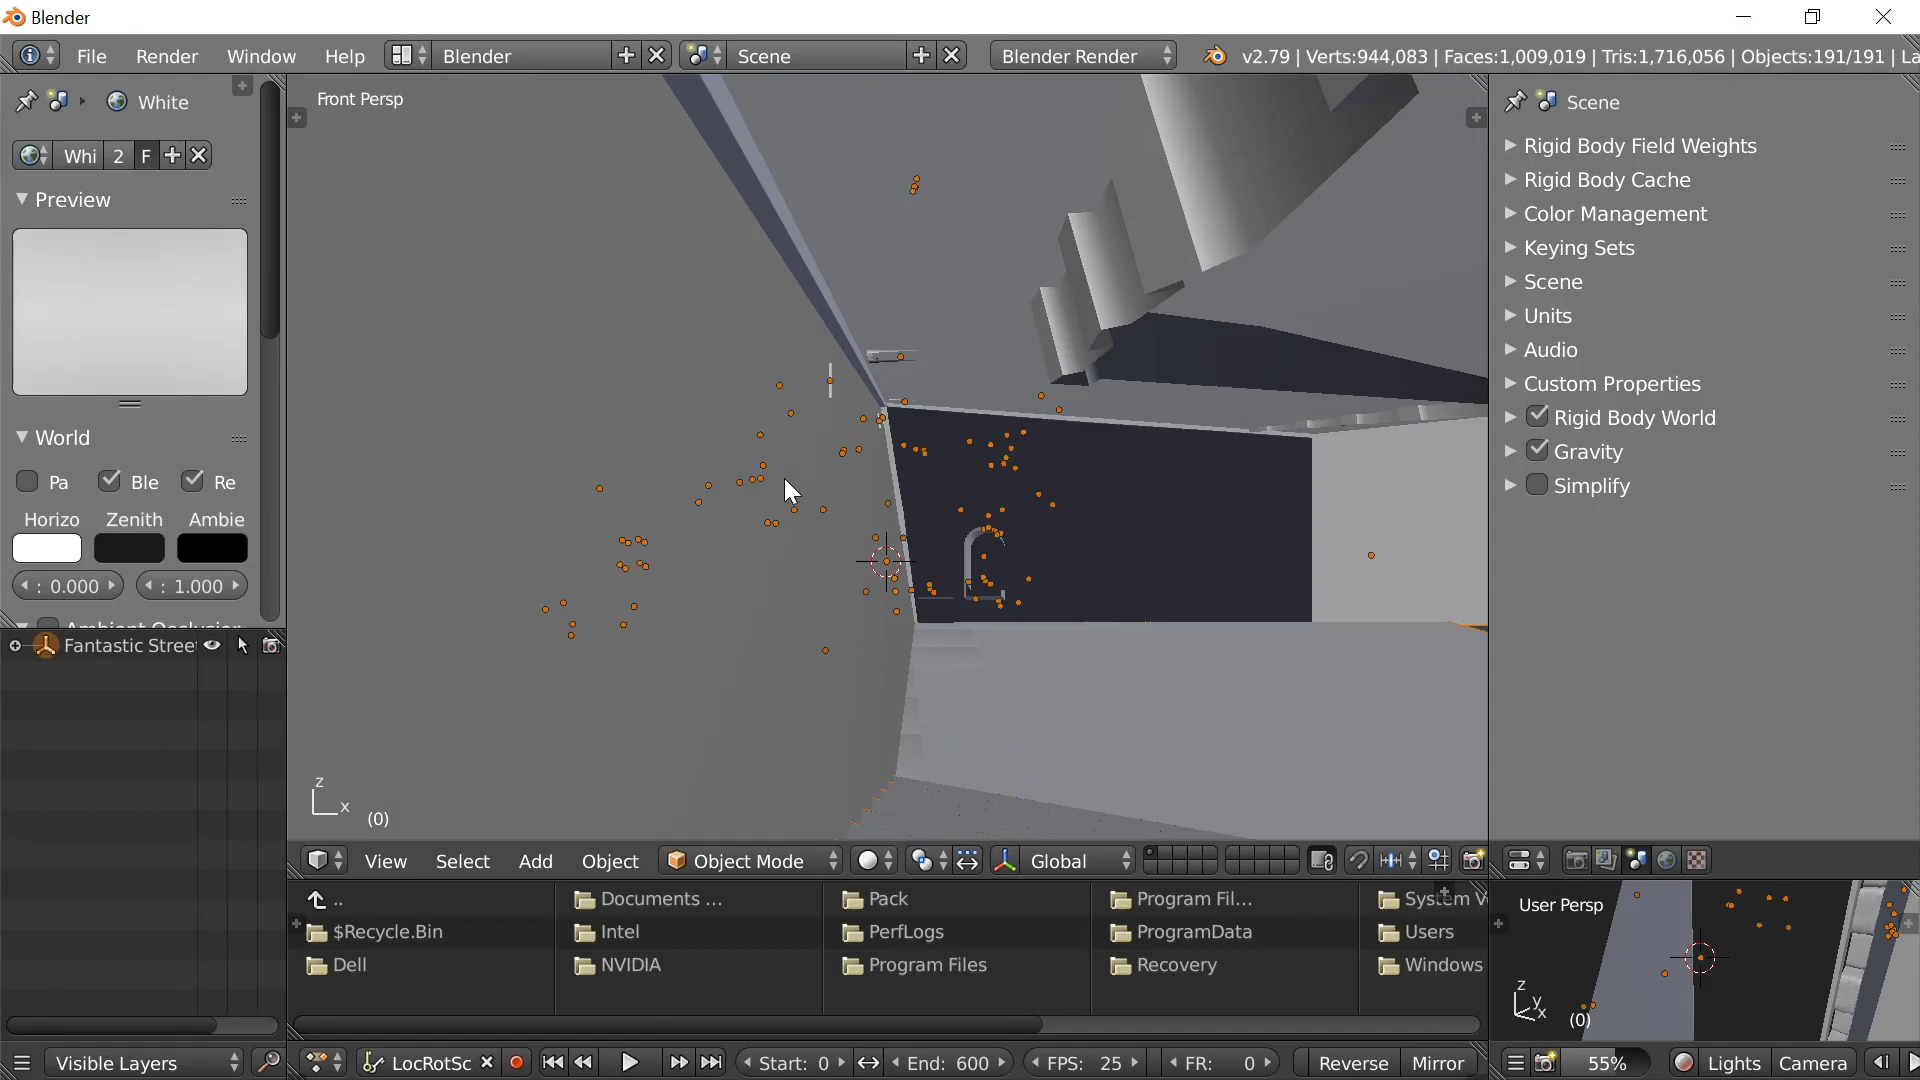 Blender
File Render Window Help Blender Scene Blender Render v2.79 | Verts:944,083 | Faces:1,009,019 | Tris:1,716,056 | Objects:191/191 | La
White
Whi 2 F
Preview
World
Pa Ble Re
Horizo Zenith Ambie
: 0.000 : 1.000
Fantastic Stree
Visible Layers
Front Persp
z
x
(0)
View Select Add Object Object Mode Global
.. Documents ... Pack Program Fil... System V
$Recycle.Bin Intel PerfLogs ProgramData Users
Dell NVIDIA Program Files Recovery Windows
LocRotSc Start: 0 End: 600 FPS: 25 FR: 0 Reverse Mirror
Scene
Rigid Body Field Weights
Rigid Body Cache
Color Management
Keying Sets
Scene
Units
Audio
Custom Properties
Rigid Body World
Gravity
Simplify
User Persp
z
y
x
(0)
55% Lights Camera